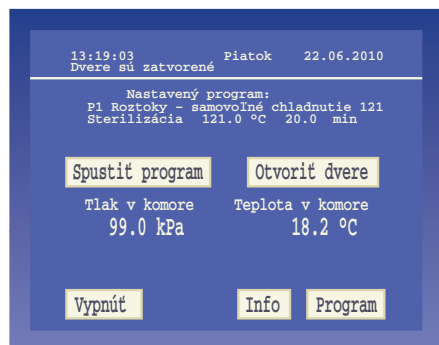 13:19:03 Piatok 22.06.2010
Dvere sú zatvorené
Nastavený program:
P1 Roztoky - samovoľné chladnutie 121
Sterilizácia 121.0 ºC 20.0 min
Spustiť program Otvoriť dvere
Tlak v komore Teplota v komore
99.0 kPa 18.2 ºC
Vypnúť Info Program